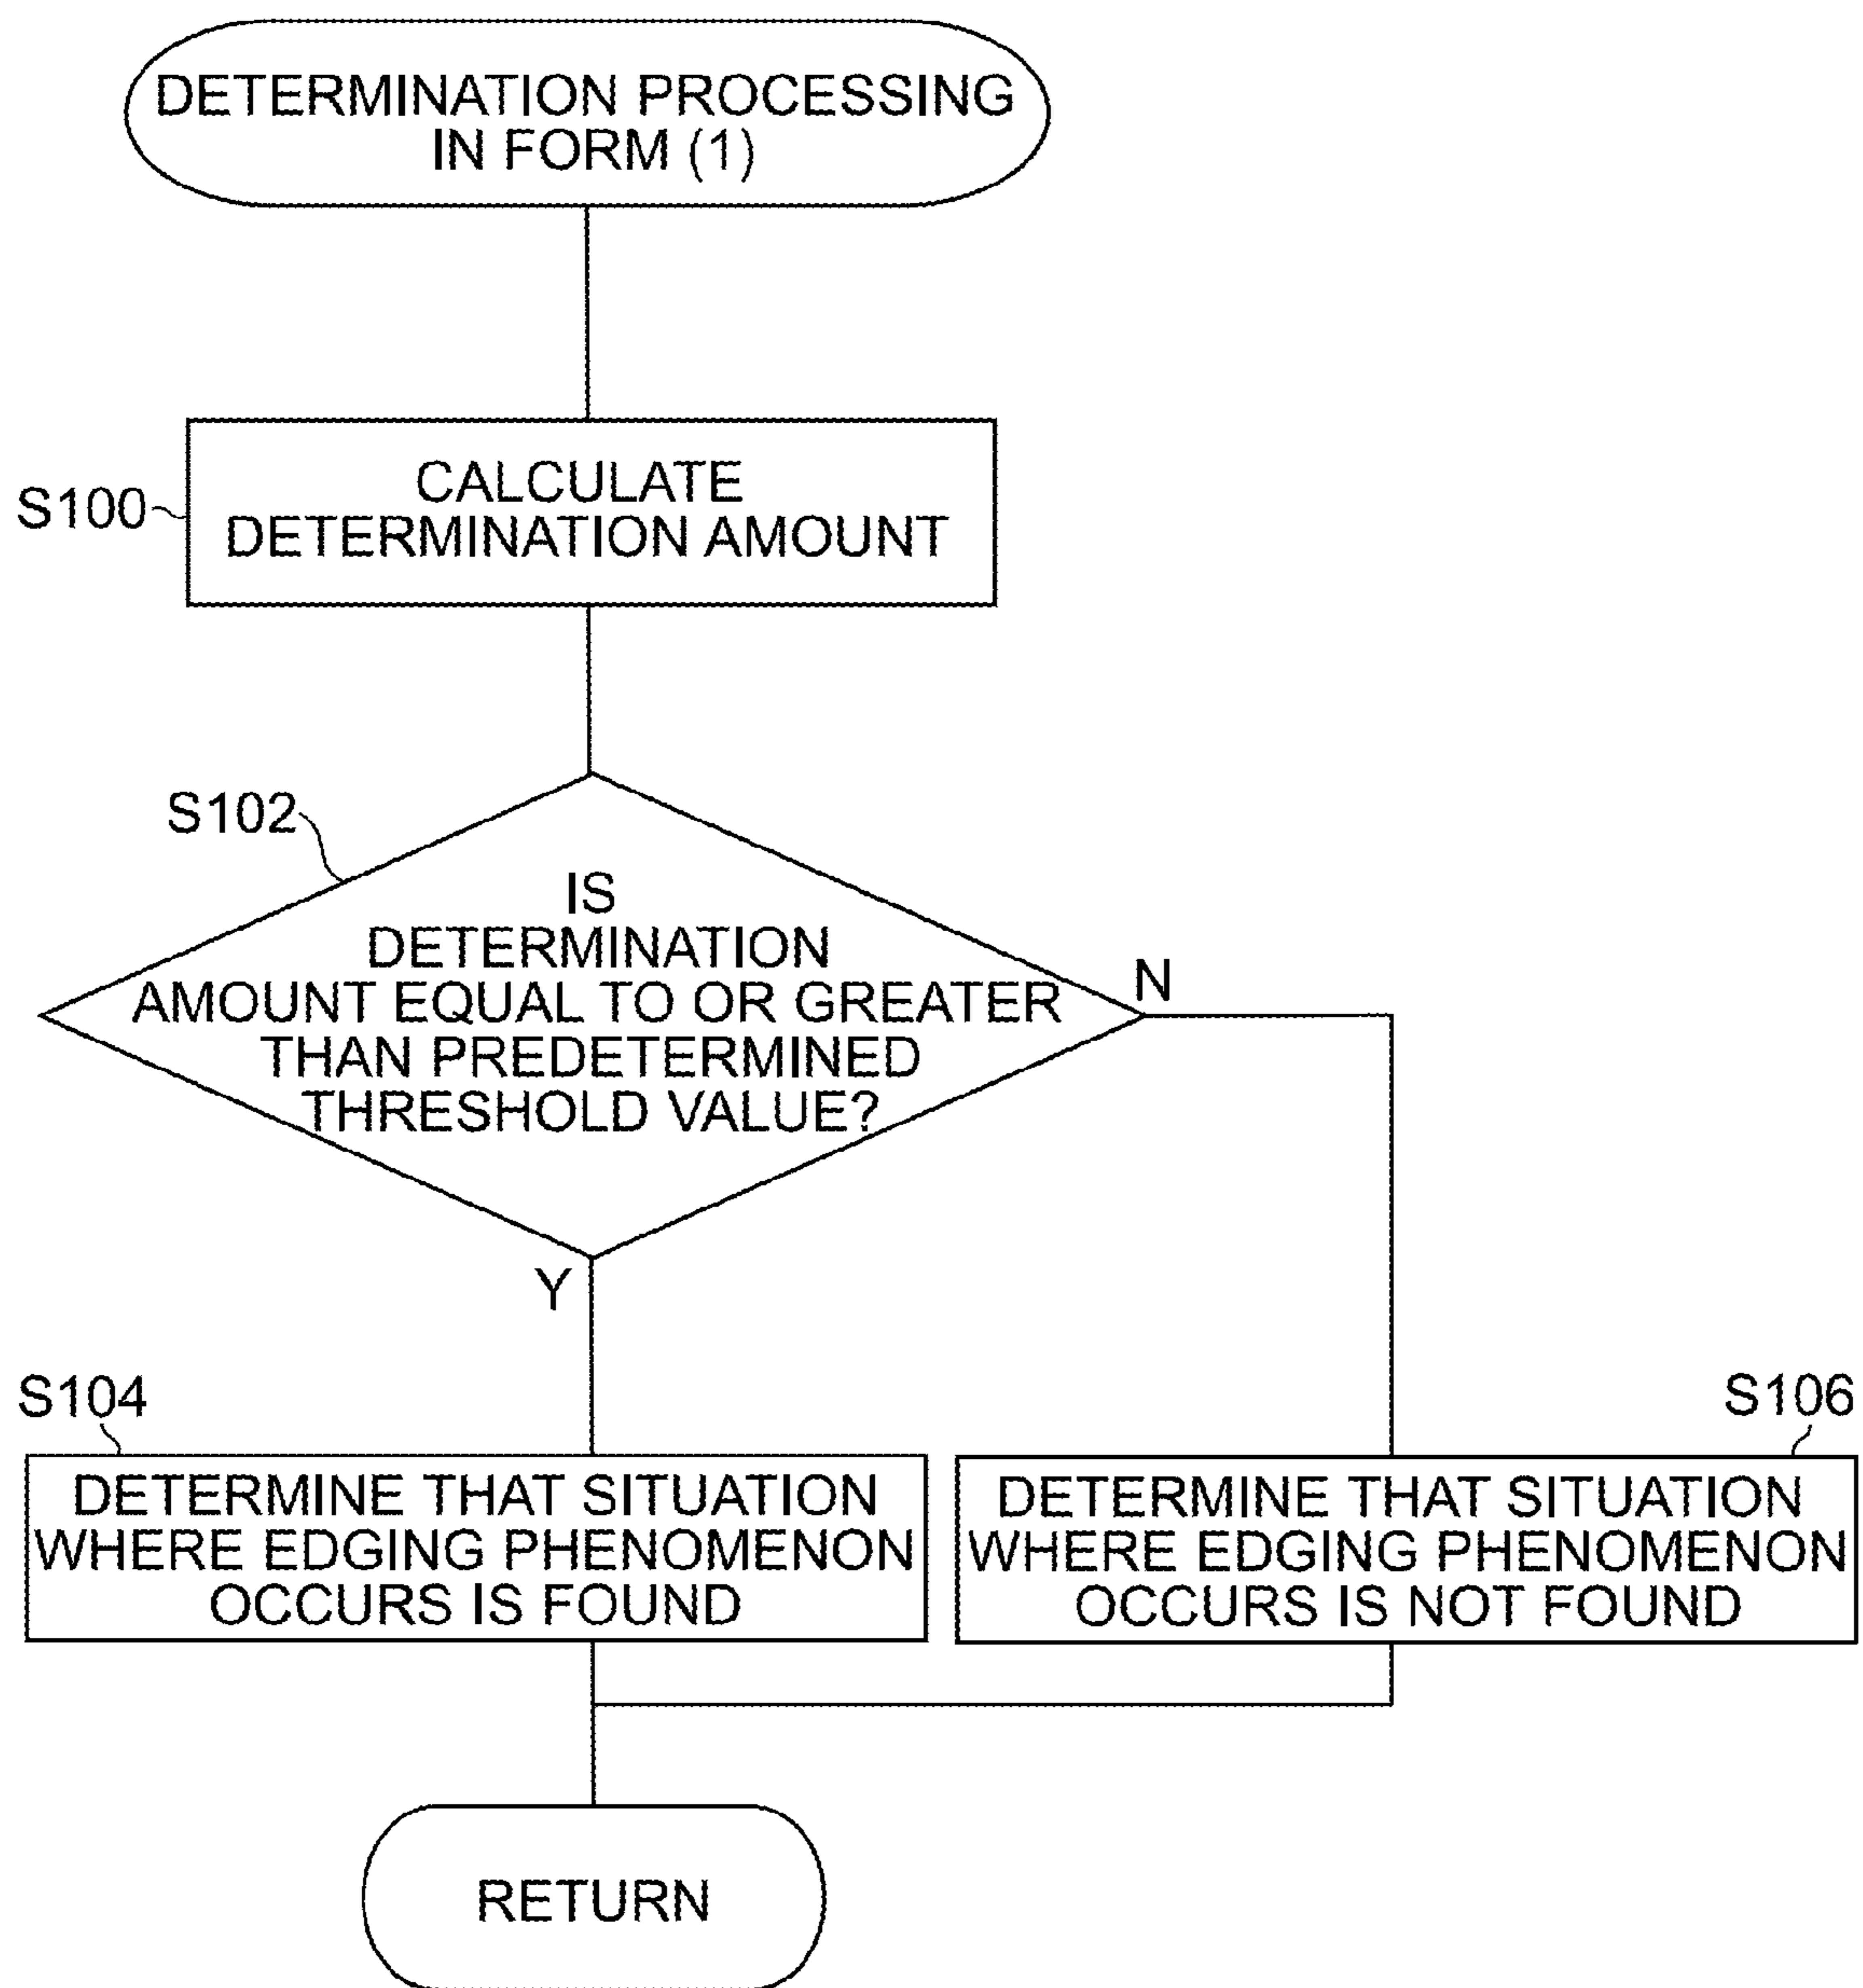 DETERMINATION PROCESSING
IN FORM (1)
S100
CALCULATE
DETERMINATION AMOUNT
S102
IS
DETERMINATION
AMOUNT EQUAL TO OR GREATER
THAN PREDETERMINED
THRESHOLD VALUE?
N
Y
S104
DETERMINE THAT SITUATION
WHERE EDGING PHENOMENON
OCCURS IS FOUND
S106
DETERMINE THAT SITUATION
WHERE EDGING PHENOMENON
OCCURS IS NOT FOUND
RETURN